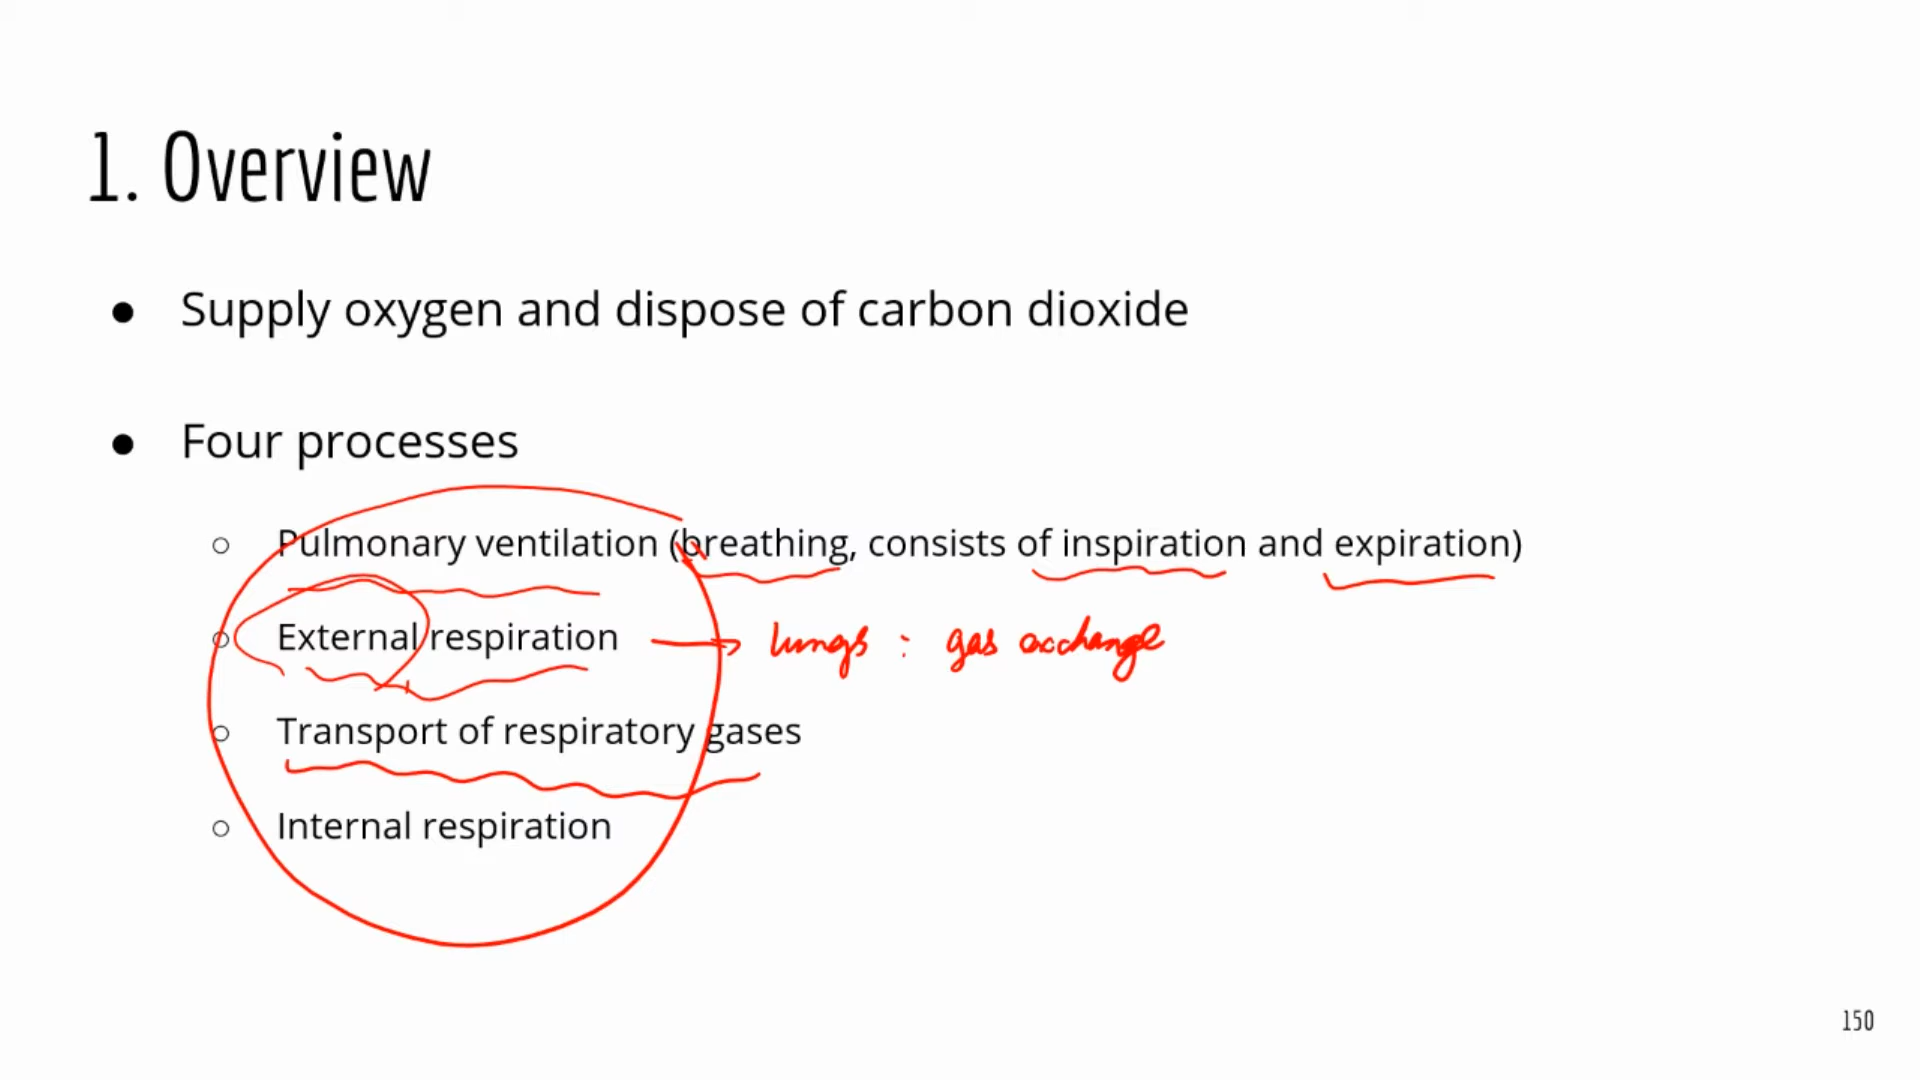 1. Overview
● Supply oxygen and dispose of carbon dioxide
● Four processes
○ Pulmonary ventilation (breathing, consists of inspiration and expiration)
○ External respiration → lungs : gas exchange
○ Transport of respiratory gases
○ Internal respiration
150